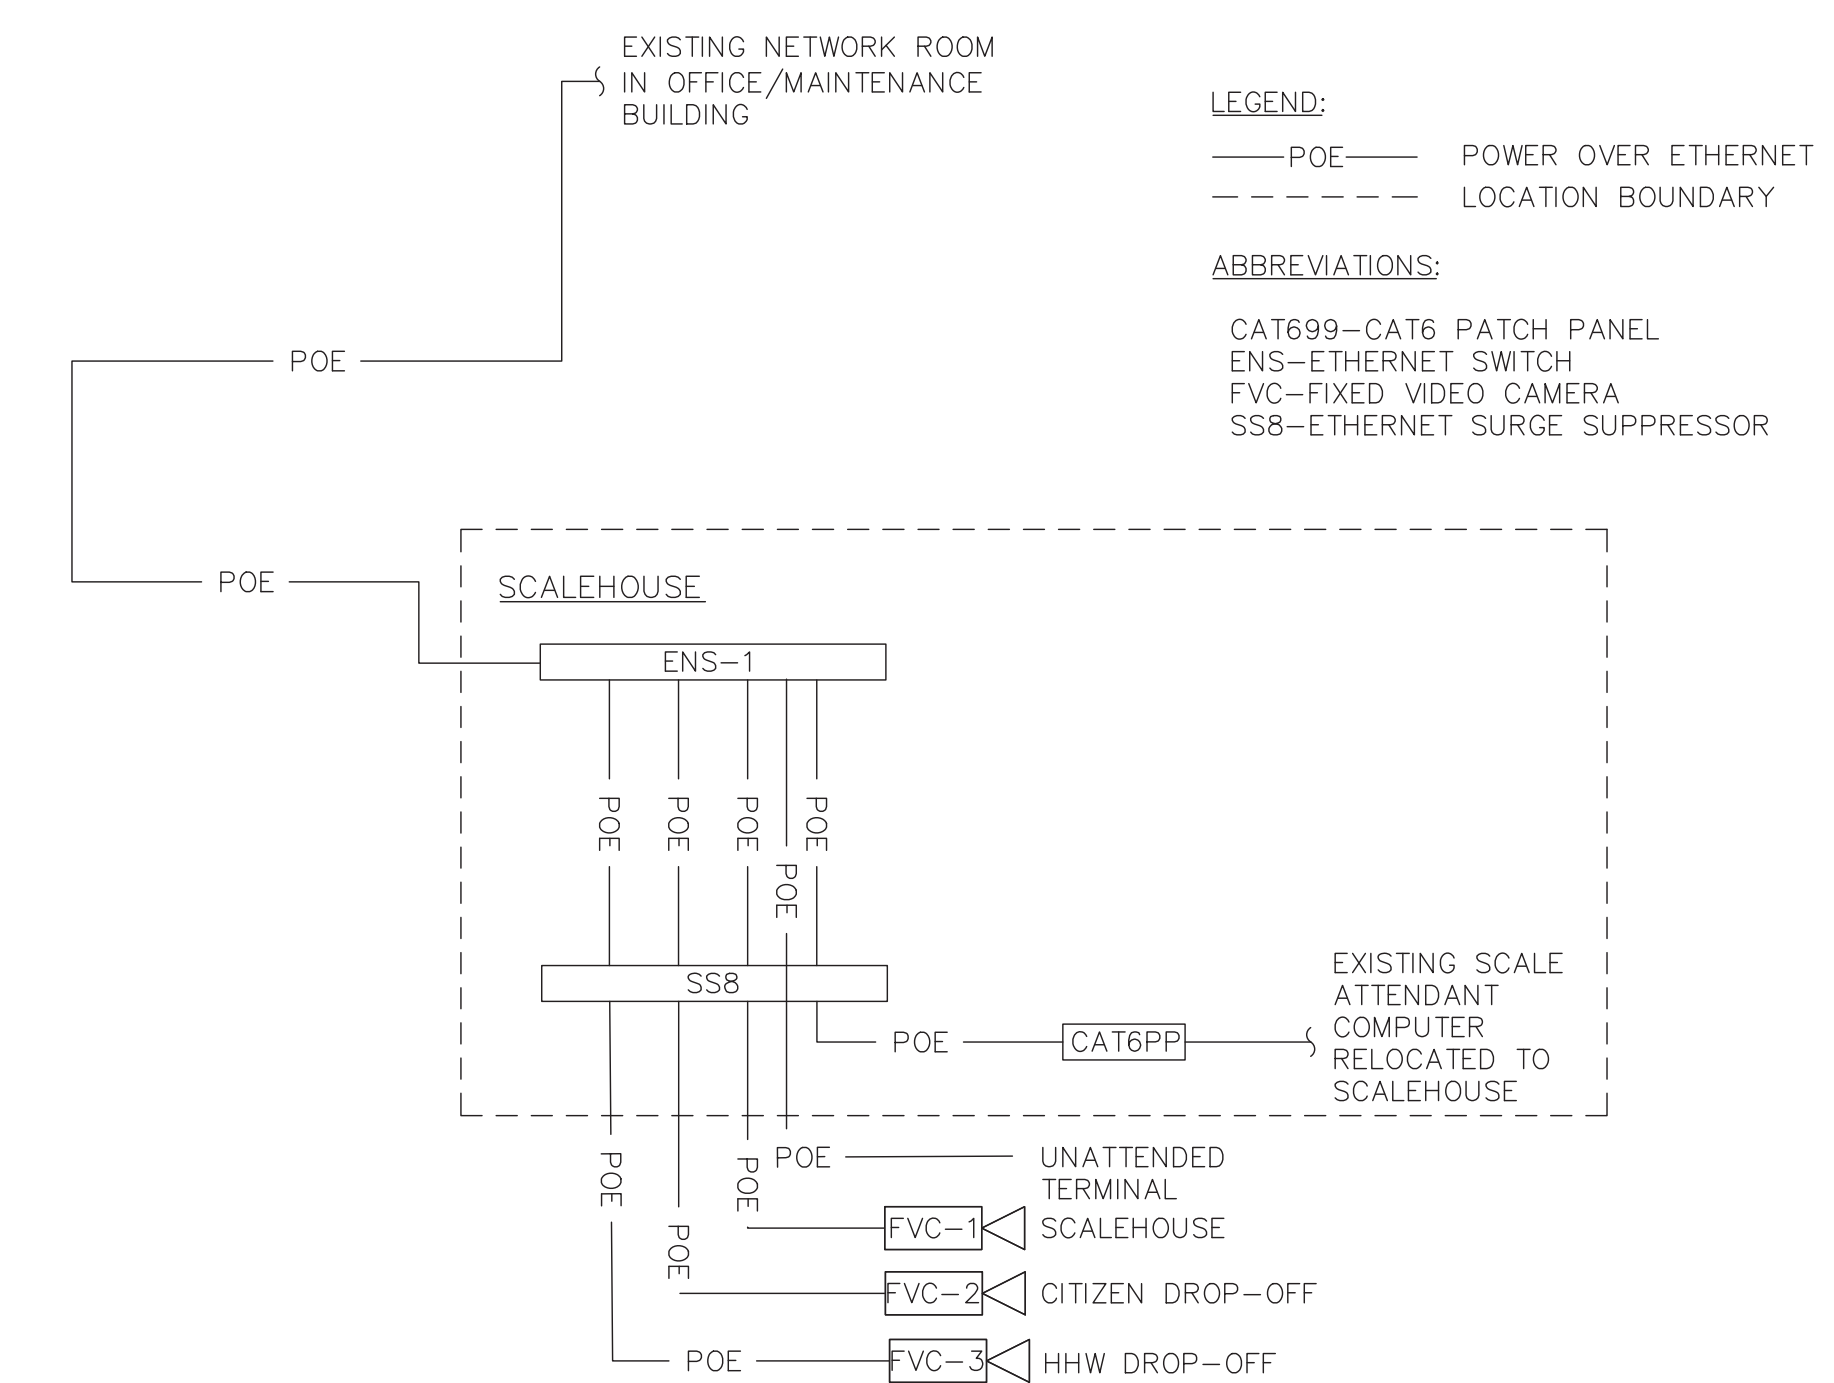 EXISTING NETWORK ROOM
IN OFFICE/MAINTENANCE
BUILDING
LEGEND:
POE POWER OVER ETHERNET
LOCATION BOUNDARY
ABBREVIATIONS:
CAT699-CAT6 PATCH PANEL
ENS-ETHERNET SWITCH
FVC-FIXED VIDEO CAMERA
SS8-ETHERNET SURGE SUPPRESSOR
POE
POE
SCALEHOUSE
ENS-1
POE
POE
POE
POE
POE
SS8
POE
CAT6PP
EXISTING SCALE
ATTENDANT
COMPUTER
RELOCATED TO
SCALEHOUSE
POE
POE
POE
POE
UNATTENDED
TERMINAL
FVC-1 SCALEHOUSE
FVC-2 CITIZEN DROP-OFF
POE
FVC-3 HHW DROP-OFF